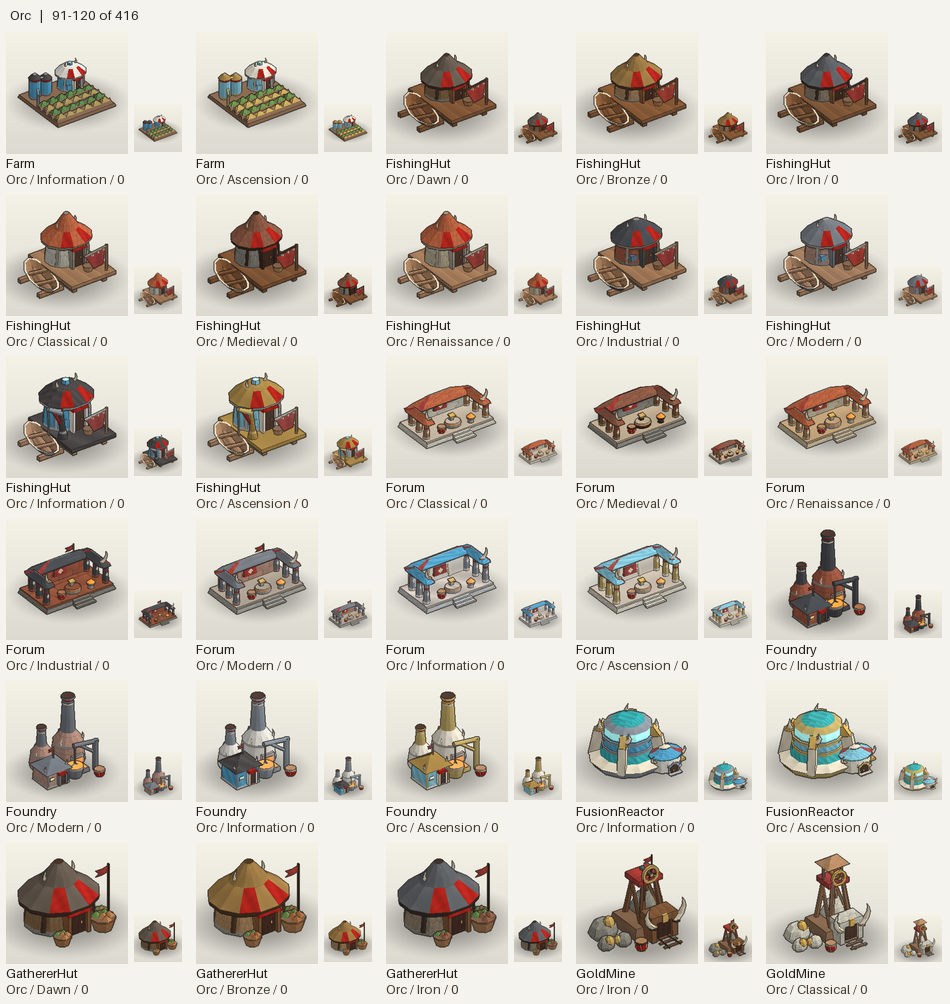 Orc | 91-120 of 416
Farm
Orc / Information / 0
Farm
Orc / Ascension / 0
FishingHut
Orc / Dawn / 0
FishingHut
Orc / Bronze / 0
FishingHut
Orc / Iron / 0
FishingHut
Orc / Classical / 0
FishingHut
Orc / Medieval / 0
FishingHut
Orc / Renaissance / 0
FishingHut
Orc / Industrial / 0
FishingHut
Orc / Modern / 0
FishingHut
Orc / Information / 0
FishingHut
Orc / Ascension / 0
Forum
Orc / Classical / 0
Forum
Orc / Medieval / 0
Forum
Orc / Renaissance / 0
Forum
Orc / Industrial / 0
Forum
Orc / Modern / 0
Forum
Orc / Information / 0
Forum
Orc / Ascension / 0
Foundry
Orc / Industrial / 0
Foundry
Orc / Modern / 0
Foundry
Orc / Information / 0
Foundry
Orc / Ascension / 0
FusionReactor
Orc / Information / 0
FusionReactor
Orc / Ascension / 0
GathererHut
Orc / Dawn / 0
GathererHut
Orc / Bronze / 0
GathererHut
Orc / Iron / 0
GoldMine
Orc / Iron / 0
GoldMine
Orc / Classical / 0